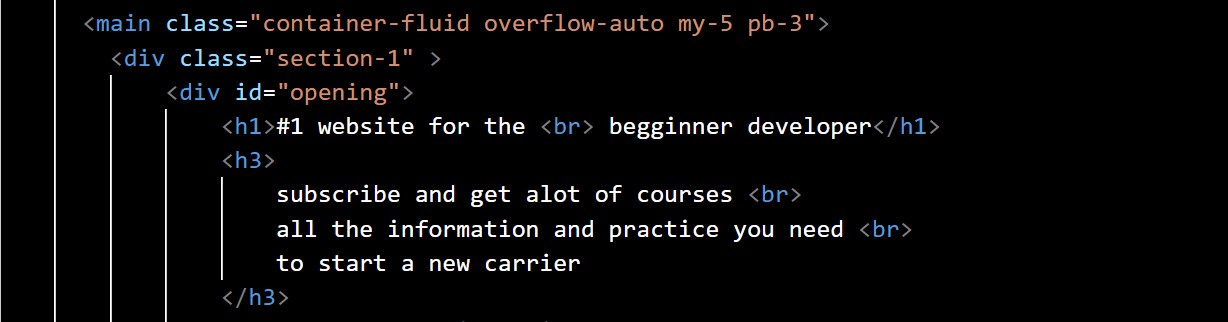 <main class="container-fluid overflow-auto my-5 pb-3">
<div class="section-1" >
<div id="opening">
<h1>#1 website for the <br> begginner developer</h1>
<h3>
subscribe and get alot of courses <br>
all the information and practice you need <br>
to start a new carrier
</h3>